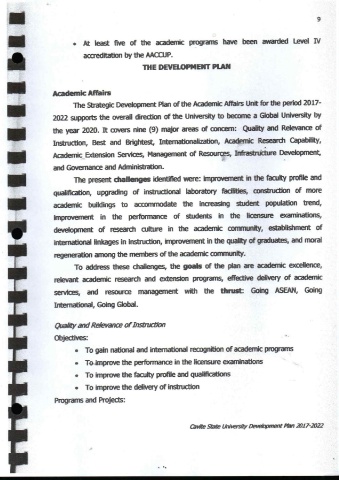 9
• At least five of the academic programs have been awarded Level IV
accreditation by the AACCUP.
THE DEVELOPMENT PLAN
Academic Affairs
The Strategic Development Plan of the Academic Affairs Unit for the period 2017-
2022 supports the overall direction of the University to become a Global University by
the year 2020. It covers nine (9) major areas of concern: Quality and Relevance of
Instruction, Best and Brightest, Internationalization, Academic Research Capability,
Academic Extension Services, Management of Resources, Infrastructure Development,
and Governance and Administration.
The present challenges identified were: improvement in the faculty profile and
qualification, upgrading of instructional laboratory facilities, construction of more
academic buildings to accommodate the increasing student population trend,
improvement in the performance of students in the licensure examinations,
development of research culture in the academic community, establishment of
international linkages in instruction, improvement in the quality of graduates, and moral
regeneration among the members of the academic community.
To address these challenges, the goals of the plan are academic excellence,
relevant academic research and extension programs, effective delivery of academic
services, and resource management with the thrust: Going ASEAN, Going
International, Going Global.
Quality and Relevance of Instruction
Objectives:
• To gain national and international recognition of academic programs
• To improve the performance in the licensure examinations
• To improve the faculty profile and qualifications
• To improve the delivery of instruction
Programs and Projects:
Cavite State University Development Plan 2017-2022